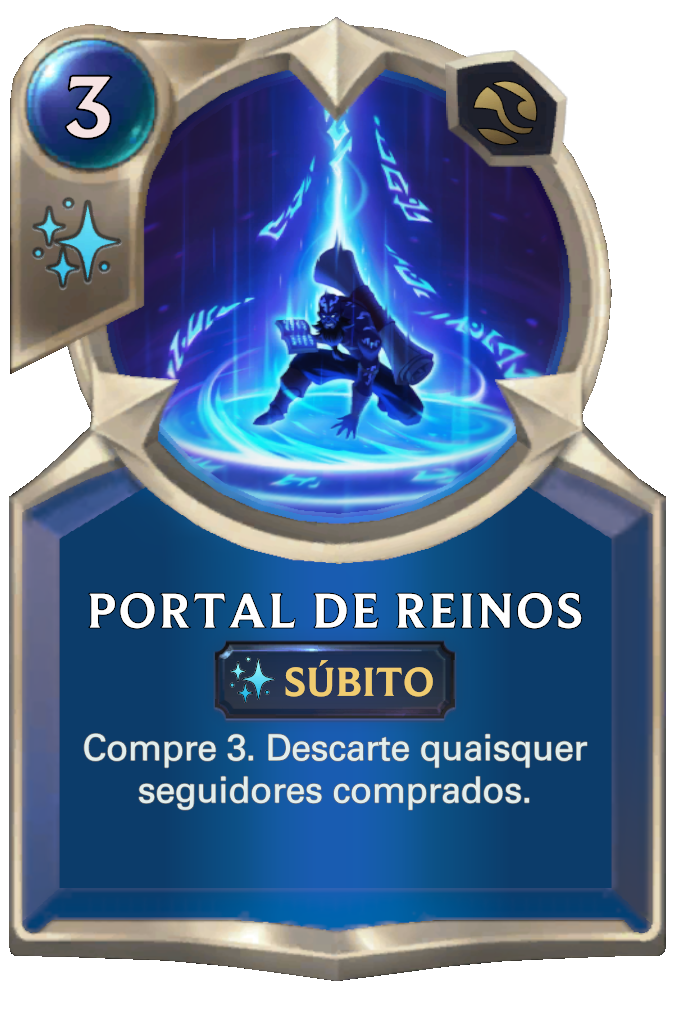 3
PORTAL DE REINOS
SÚBITO
Compre 3. Descarte quaisquer
seguidores comprados.